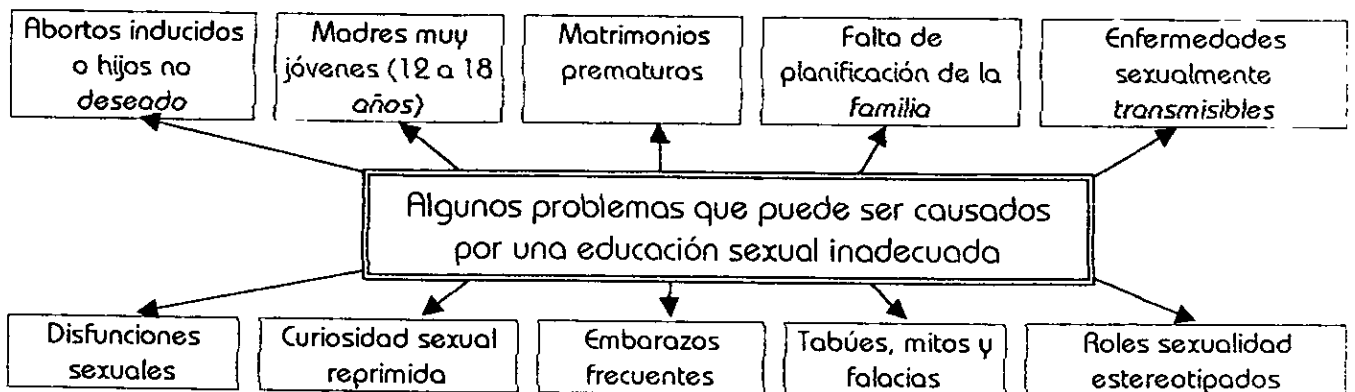 Abortos inducidos
o hijos no
deseado
Madres muy
jóvenes (12 a 18
años)
Matrimonios
prematuros
Falta de
planificación de la
familia
Enfermedades
sexualmente
transmisibles
Algunos problemas que puede ser causados
por una educación sexual inadecuada
Disfunciones
sexuales
Curiosidad sexual
reprimida
Embarazos
frecuentes
Tabúes, mitos y
falacias
Roles sexualidad
estereotipados